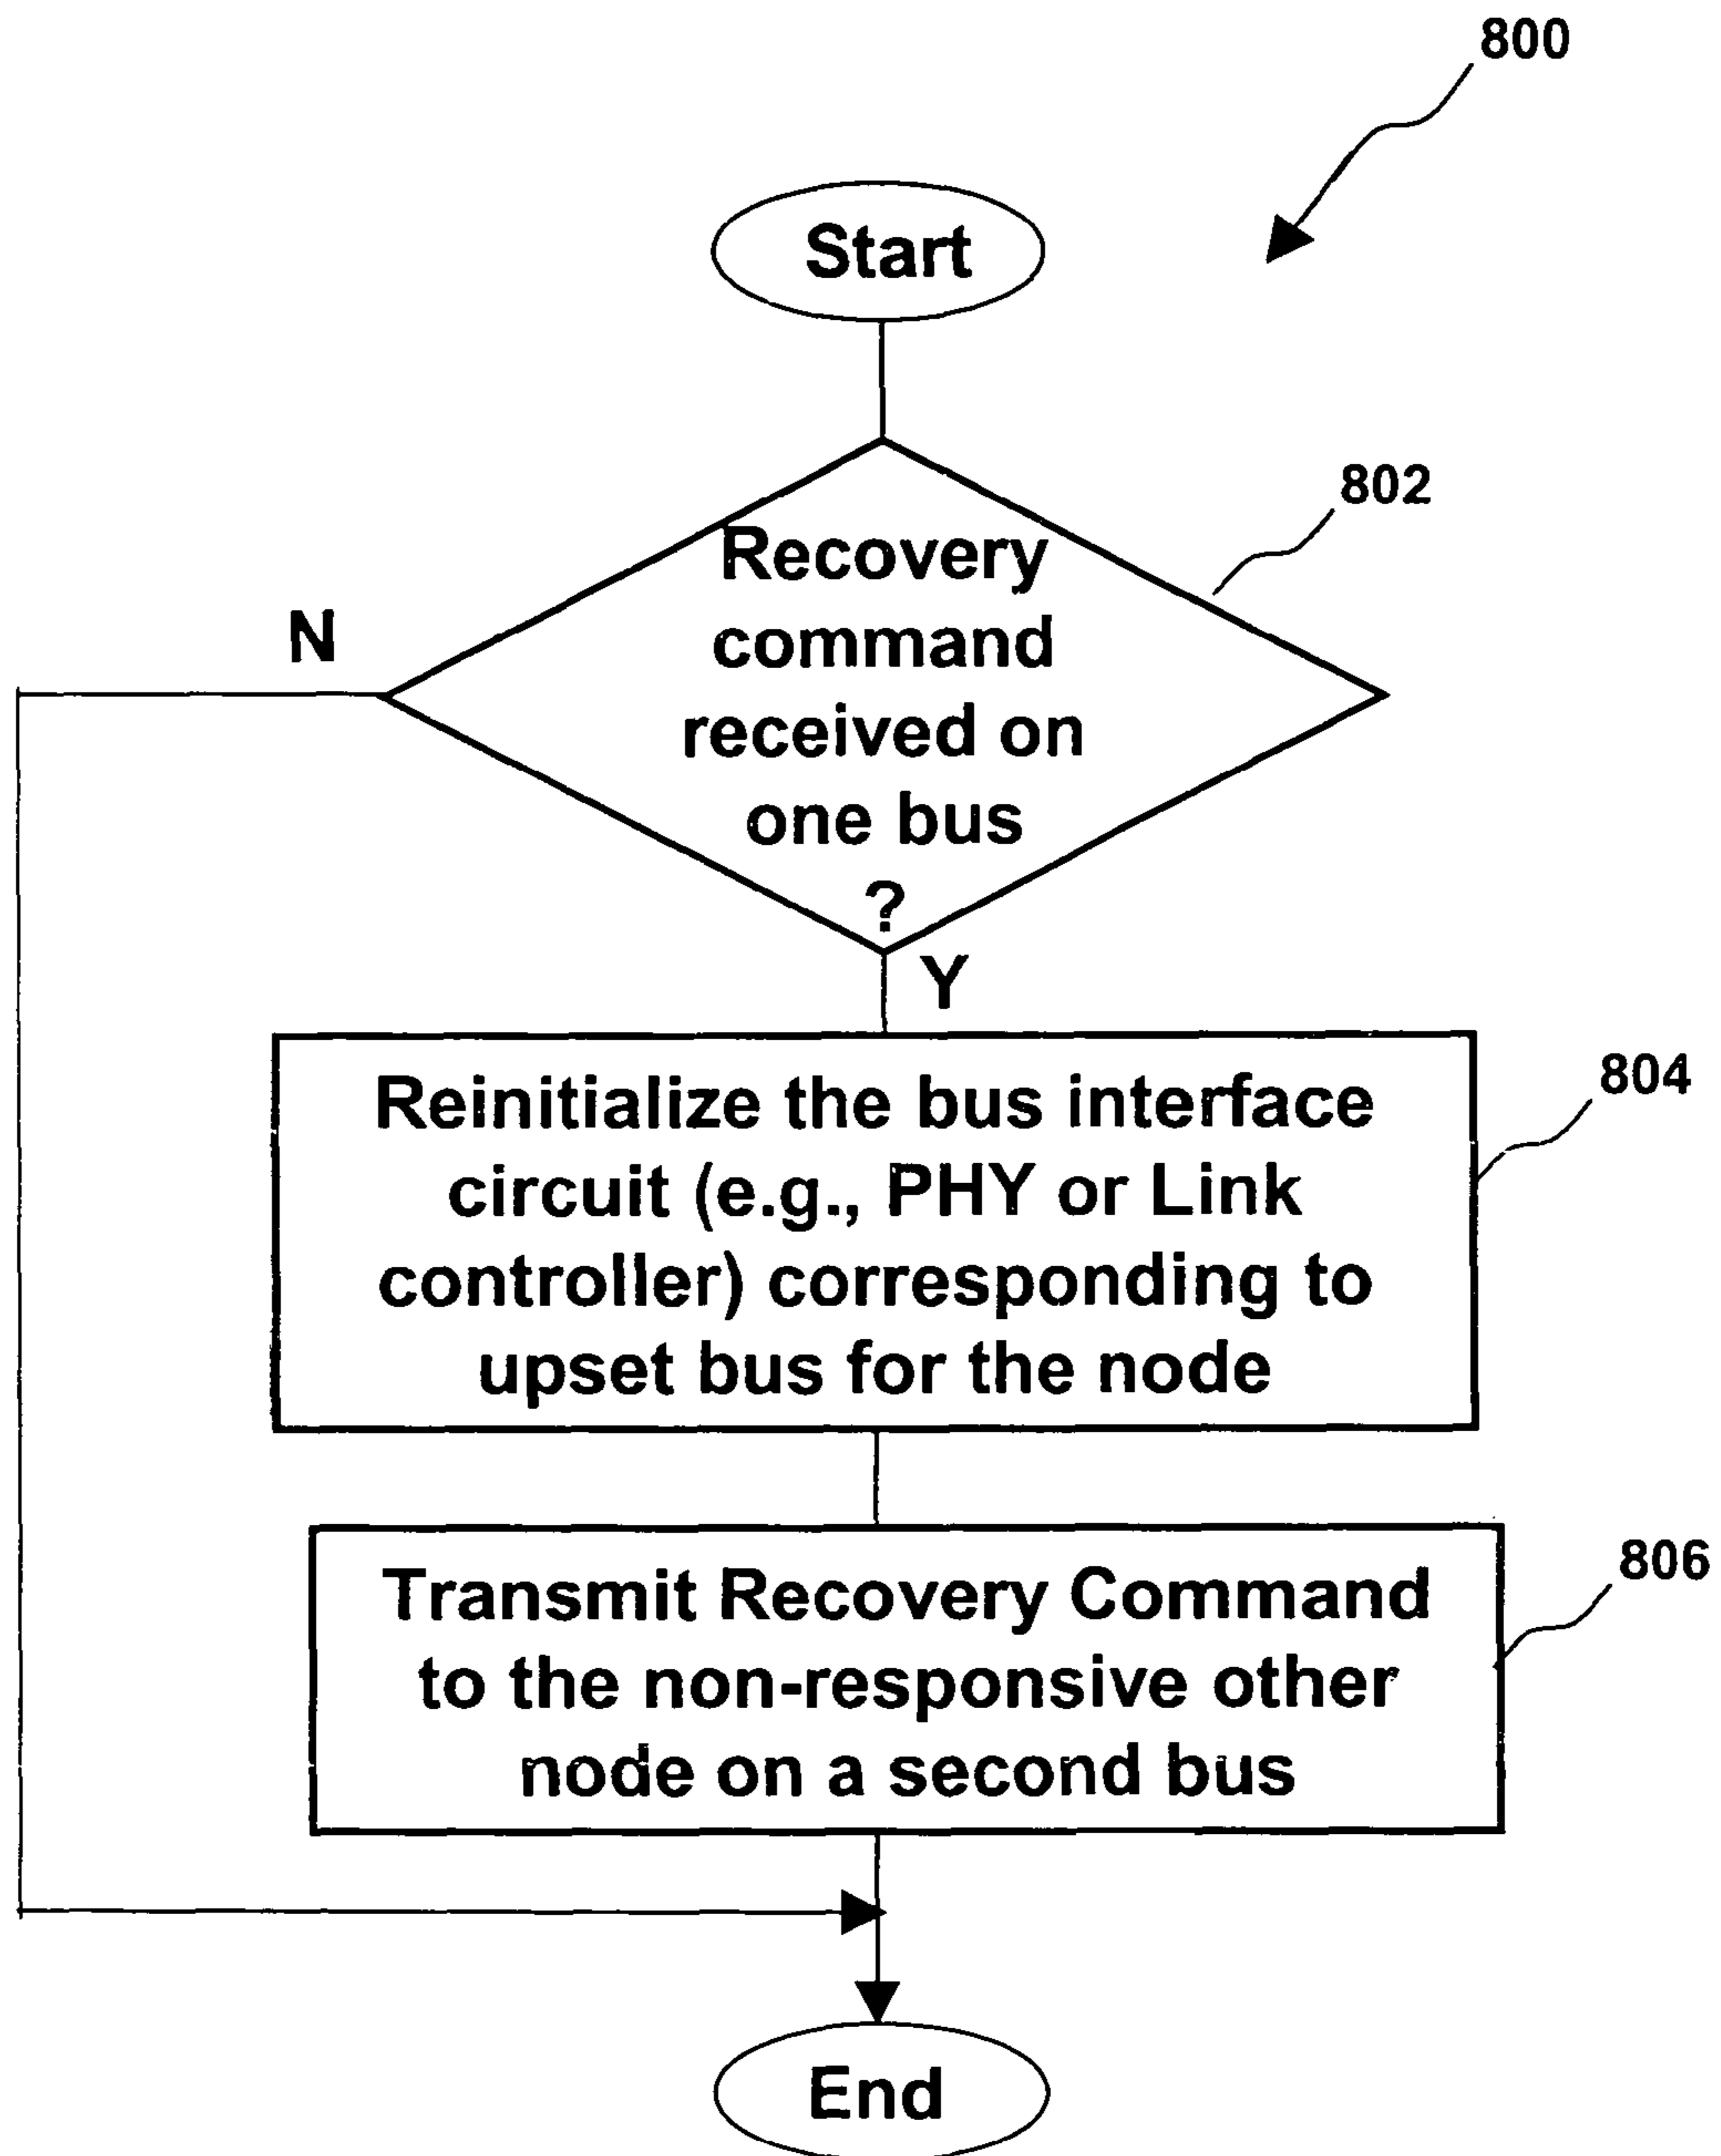 800
Start
802
Recovery
command
received on
one bus
?
N
Y
804
Reinitialize the bus interface
circuit (e.g., PHY or Link
controller) corresponding to
upset bus for the node
806
Transmit Recovery Command
to the non-responsive other
node on a second bus
End